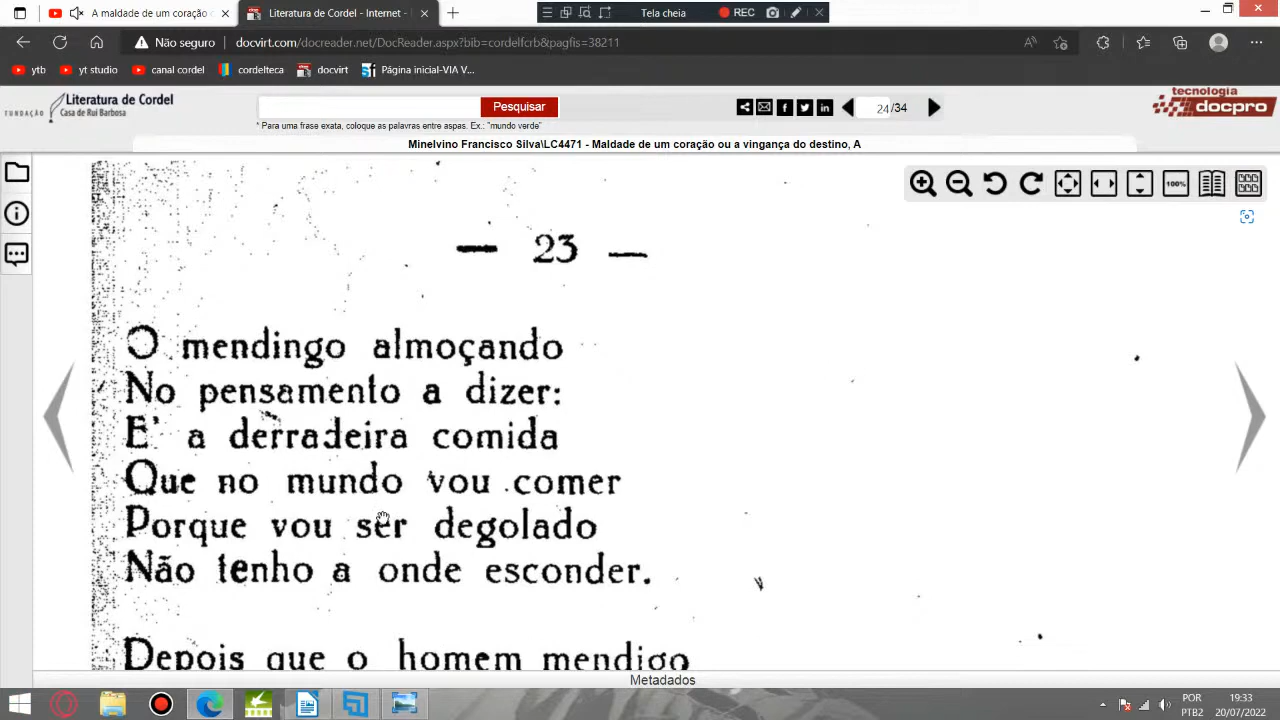 A maldade de um coração
Literatura de Cordel - Internet -
Tela cheia
REC
Não seguro
docvirt.com/docreader.net/DocReader.aspx?bib=cordelfcrb&pagfis=38211
ytb
yt studio
canal cordel
cordelteca
docvirt
Página inicial-VIA V...
FUNDAÇÃO
Literatura de Cordel
Casa de Rui Barbosa
Pesquisar
* Para uma frase exata, coloque as palavras entre aspas. Ex.: "mundo verde"
24 /34
tecnologia
docpro
Minelvino Francisco Silva\LC4471 - Maldade de um coração ou a vingança do destino, A
100%
— 23 —
O mendingo almoçando
No pensamento a dizer:
E' a derradeira comida
Que no mundo vou comer
Porque vou ser degolado
Não tenho a onde esconder.
Depois que o homem mendigo
Metadados
POR
PTB2
19:33
20/07/2022